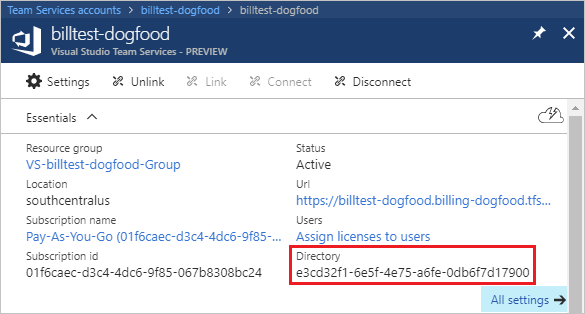 Team Services accounts > billtest-dogfood > billtest-dogfood
billtest-dogfood
Visual Studio Team Services - PREVIEW
Settings Unlink Link Connect Disconnect
Essentials
Resource group
VS-billtest-dogfood-Group
Location
southcentralus
Subscription name
Pay-As-You-Go (01f6caec-d3c4-4dc6-9f85-...
Subscription id
01f6caec-d3c4-4dc6-9f85-067b8308bc24
Status
Active
Url
https://billtest-dogfood.billing-dogfood.tfs...
Users
Assign licenses to users
Directory
e3cd32f1-6e5f-4e75-a6fe-0db6f7d17900
All settings →